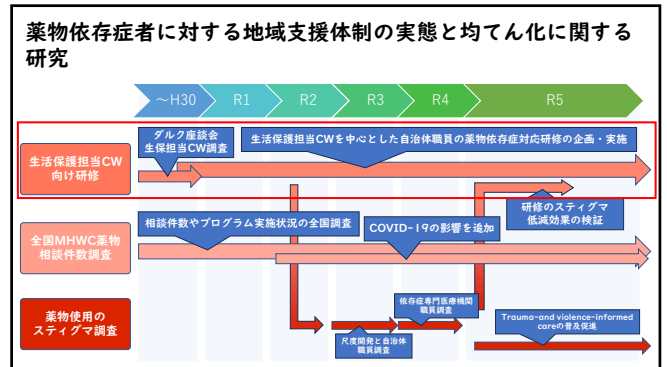 薬物依存症者に対する地域支援体制の実態と均てん化に関する
研究
～H30
R1
R2
R3
R4
R5
ダルク座談会
生保担当CW調査
生活保護担当CWを中心とした自治体職員の薬物依存症対応研修の企画・実施
生活保護担当CW
向け研修
研修のスティグマ
低減効果の検証
相談件数やプログラム実施状況の全国調査
COVID-19の影響を追加
全国MHWC薬物
相談件数調査
依存症専門医療機関
職員調査
薬物使用の
スティグマ調査
Trauma-and violence-informed
careの普及促進
尺度開発と自治体
職員調査